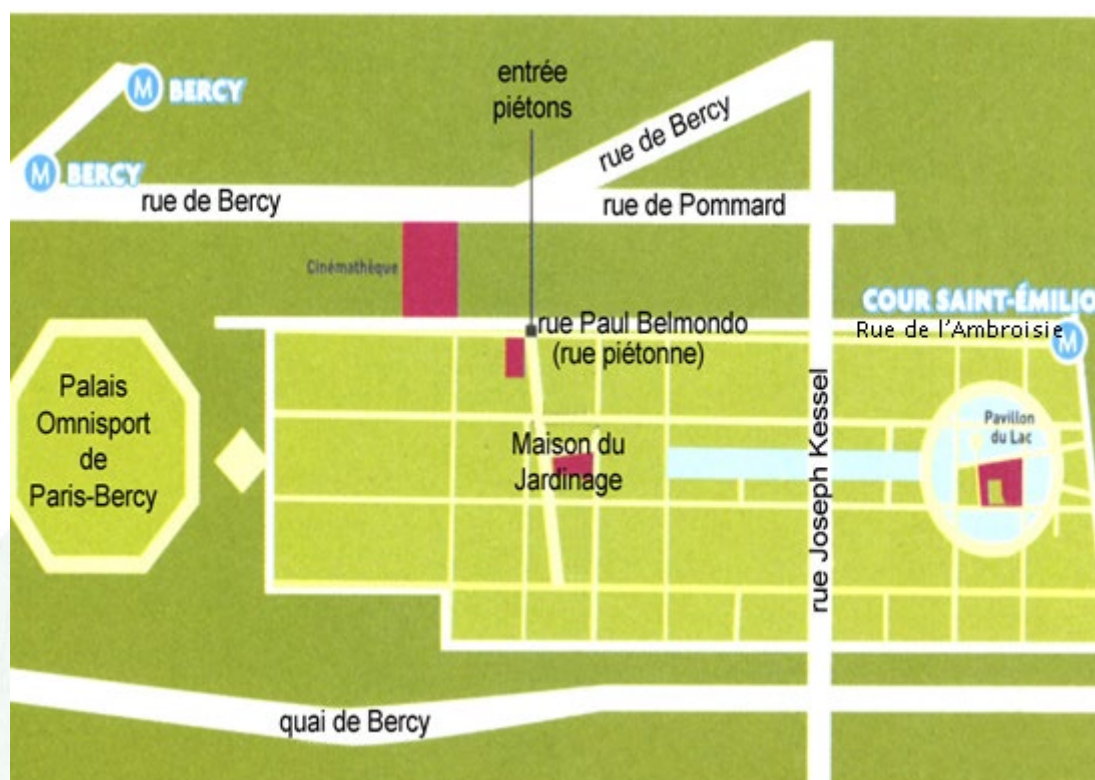 entrée
piétons
M BERCY
M BERCY
rue de Bercy
rue de Bercy
rue de Pommard
Cinémathèque
COUR SAINT-ÉMILIO
rue Paul Belmondo
(rue piétonne)
Rue de l'Ambroisie
M
Palais
Omnisport
de
Paris-Bercy
Maison du
Jardinage
rue Joseph Kessel
Pavillon
du Lac
quai de Bercy